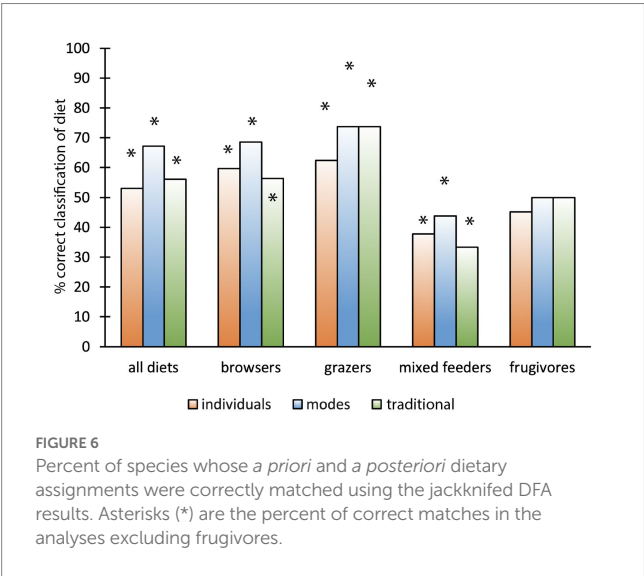 100
90
80
70
60
50
40
30
20
10
0
% correct classification of diet
* * * * * * * * * * * *
all diets browsers grazers mixed feeders frugivores
individuals modes traditional
FIGURE 6
Percent of species whose a priori and a posteriori dietary
assignments were correctly matched using the jackknifed DFA
results. Asterisks (*) are the percent of correct matches in the
analyses excluding frugivores.